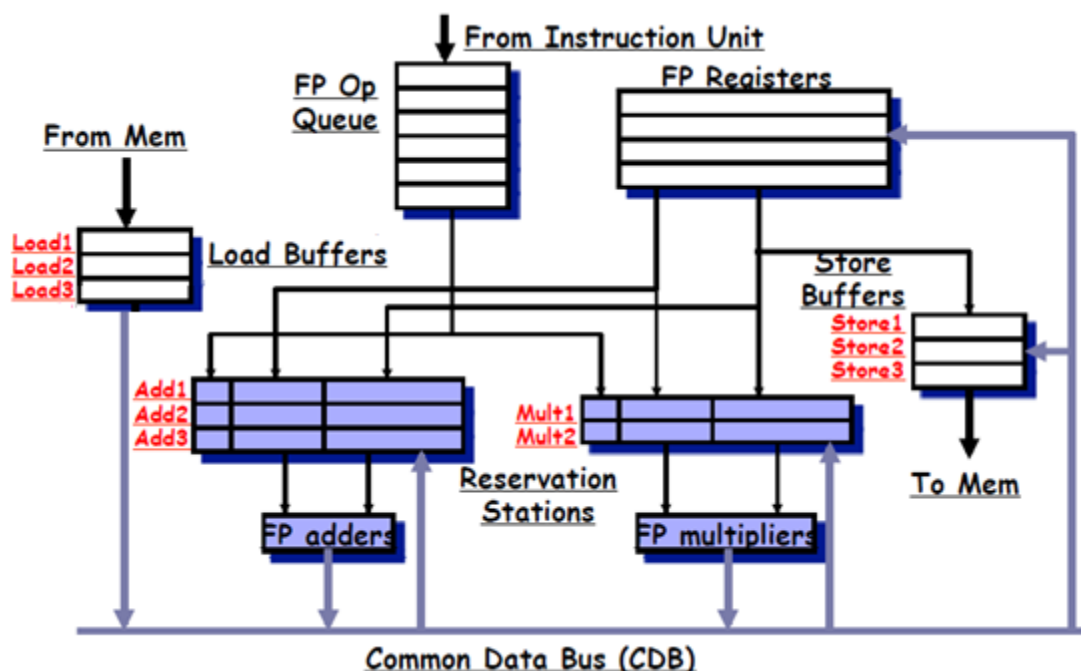 From Instruction Unit
FP Op
Queue
FP Registers
From Mem
Load1
Load2
Load3
Load Buffers
Store
Buffers
Store1
Store2
Store3
Add1
Add2
Add3
Mult1
Mult2
Reservation
Stations
To Mem
FP adders
FP multipliers
Common Data Bus (CDB)